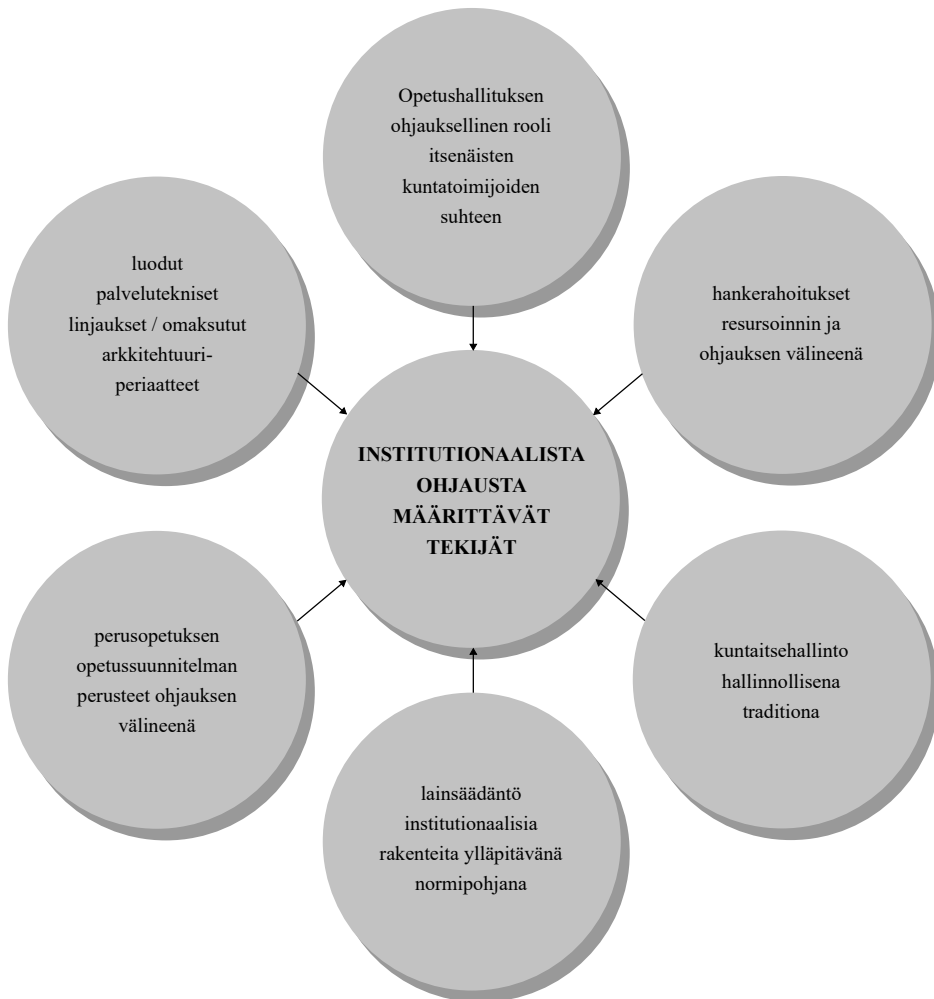 Opetushallituksen
ohjauksellinen rooli
itsenäisten
kuntatoimijoiden
suhteen
luodut
palvelutekniset
linjaukset / omaksutut
arkkitehtuuri-
periaatteet
hankerahoitukset
resursoinnin ja
ohjauksen välineenä
INSTITUTIONAALISTA
OHJAUSTA
MÄÄRITTÄVÄT
TEKIJÄT
perusopetuksen
opetussuunnitelman
perusteet ohjauksen
välineenä
kuntaitsehallinto
hallinnollisena
traditiona
lainsäädäntö
institutionaalisia
rakenteita ylläpitävänä
normipohjana